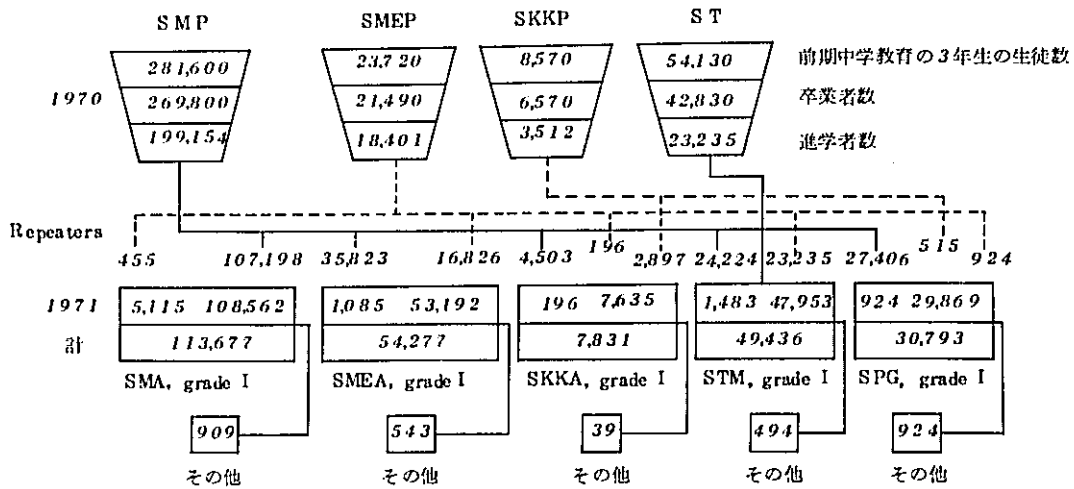 SMP SMEP SKKP ST
281,600 23,720 8,570 54,130 前期中学教育の3年生の生徒数
1970 269,800 21,490 6,570 42,830 卒業者数
199,154 18,401 3,512 23,235 進学者数
Repeaters 455 107,198 35,823 16,826 4,503 196 2,897 24,224 23,235 27,406 515 924
1971 5,115 108,562 1,085 53,192 196 7,635 1,483 47,953 924 29,869
計 113,677 54,277 7,831 49,436 30,793
SMA, grade I SMEA, grade I SKKA, grade I STM, grade I SPG, grade I
909 543 39 494 924
その他 その他 その他 その他 その他